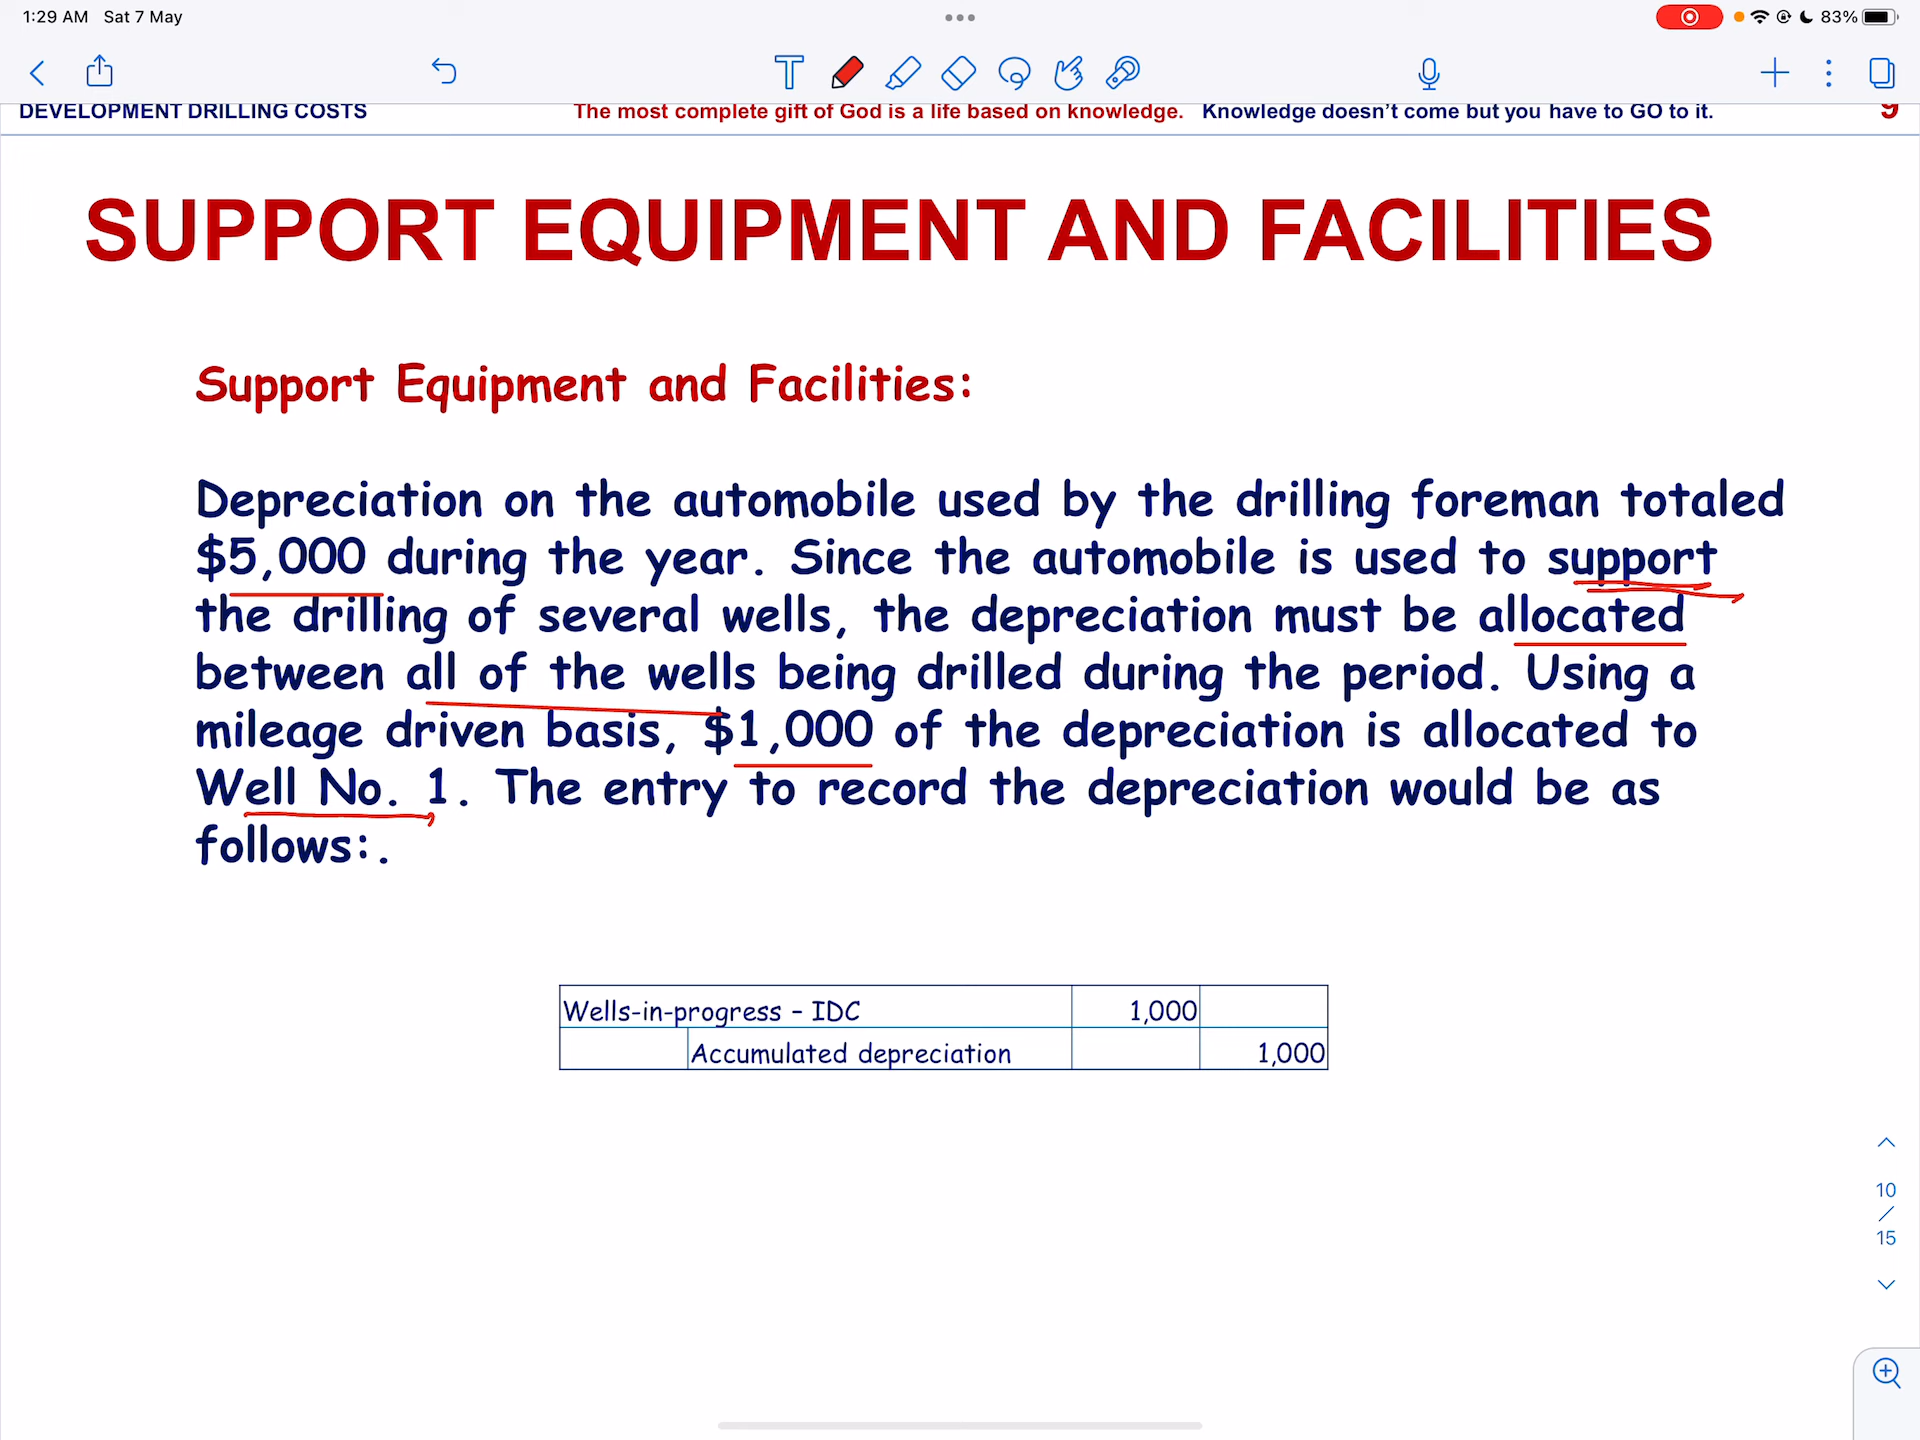 1:29 AM Sat 7 May
83%
DEVELOPMENT DRILLING COSTS The most complete gift of God is a life based on knowledge. Knowledge doesn't come but you have to GO to it. 9
SUPPORT EQUIPMENT AND FACILITIES
Support Equipment and Facilities:
Depreciation on the automobile used by the drilling foreman totaled
$5,000 during the year. Since the automobile is used to support
the drilling of several wells, the depreciation must be allocated
between all of the wells being drilled during the period. Using a
mileage driven basis, $1,000 of the depreciation is allocated to
Well No. 1. The entry to record the depreciation would be as
follows:.
Wells-in-progress – IDC 1,000
Accumulated depreciation 1,000
10
/
15